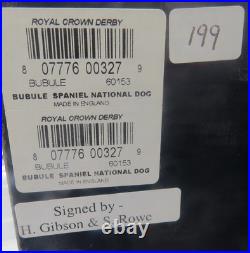 ROYAL CROWN DERBY
199
8 07776 00327 9
BUBULE 60153
BUBULE SPANIEL NATIONAL DOG
MADE IN ENGLAND
ROYAL CROWN DERBY
8 07776 00327 9
BUBULE 60153
BUBULE SPANIEL NATIONAL DOG
MADE IN ENGLAND
Signed by -
H. Gibson & S. Rowe